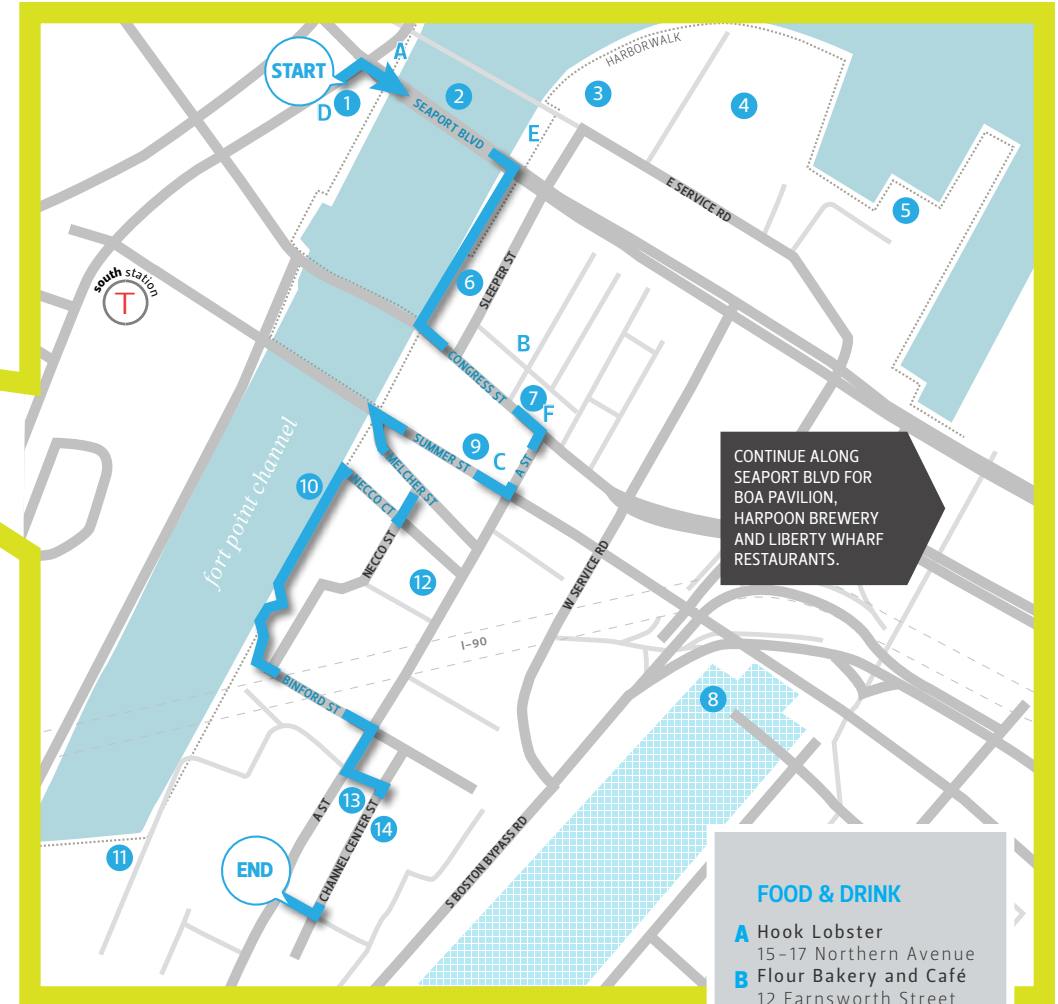 HARBORWALK
START
A
1
D
2
SEAPORT BLVD
3
4
E
E SERVICE RD
5
south station
T
6
SLEEPER ST
B
CONGRESS ST
7
F
9
SUMMER ST
C
A ST
MELCHER ST
10
NECCO CT
fort point channel
NECCO ST
12
W SERVICE RD
CONTINUE ALONG
SEAPORT BLVD FOR
BOA PAVILION,
HARPOON BREWERY
AND LIBERTY WHARF
RESTAURANTS.
I-90
BINFORD ST
8
13
A ST
14
CHANNEL CENTER ST
11
END
S BOSTON BYPASS RD
FOOD & DRINK
A Hook Lobster
15–17 Northern Avenue
B Flour Bakery and Café
12 Farnsworth Street